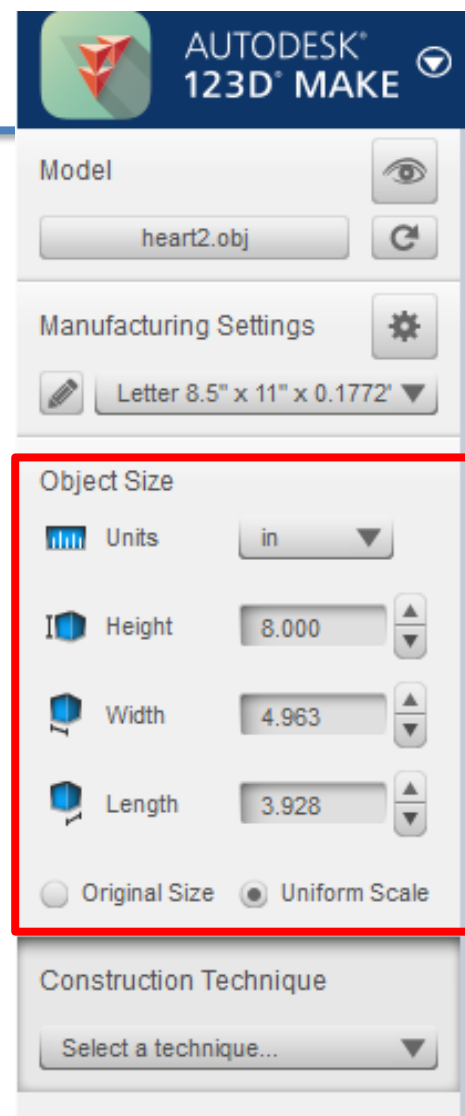 AUTODESK®
123D® MAKE
Model
heart2.obj
Manufacturing Settings
Letter 8.5" x 11" x 0.1772"
Object Size
Units in
Height 8.000
Width 4.963
Length 3.928
Original Size Uniform Scale
Construction Technique
Select a technique...